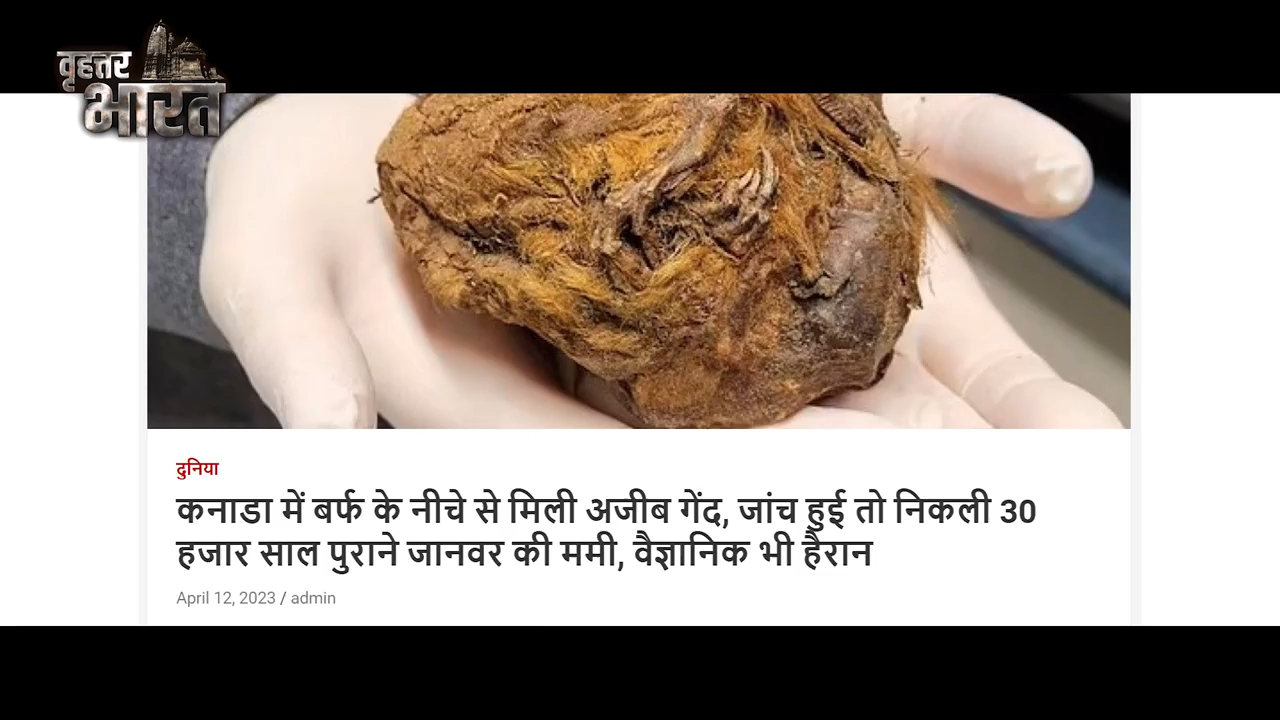 वृहत्तर
भारत
दुनिया
कनाडा में बर्फ के नीचे से मिली अजीब गेंद, जांच हुई तो निकली 30
हजार साल पुराने जानवर की ममी, वैज्ञानिक भी हैरान
April 12, 2023 / admin